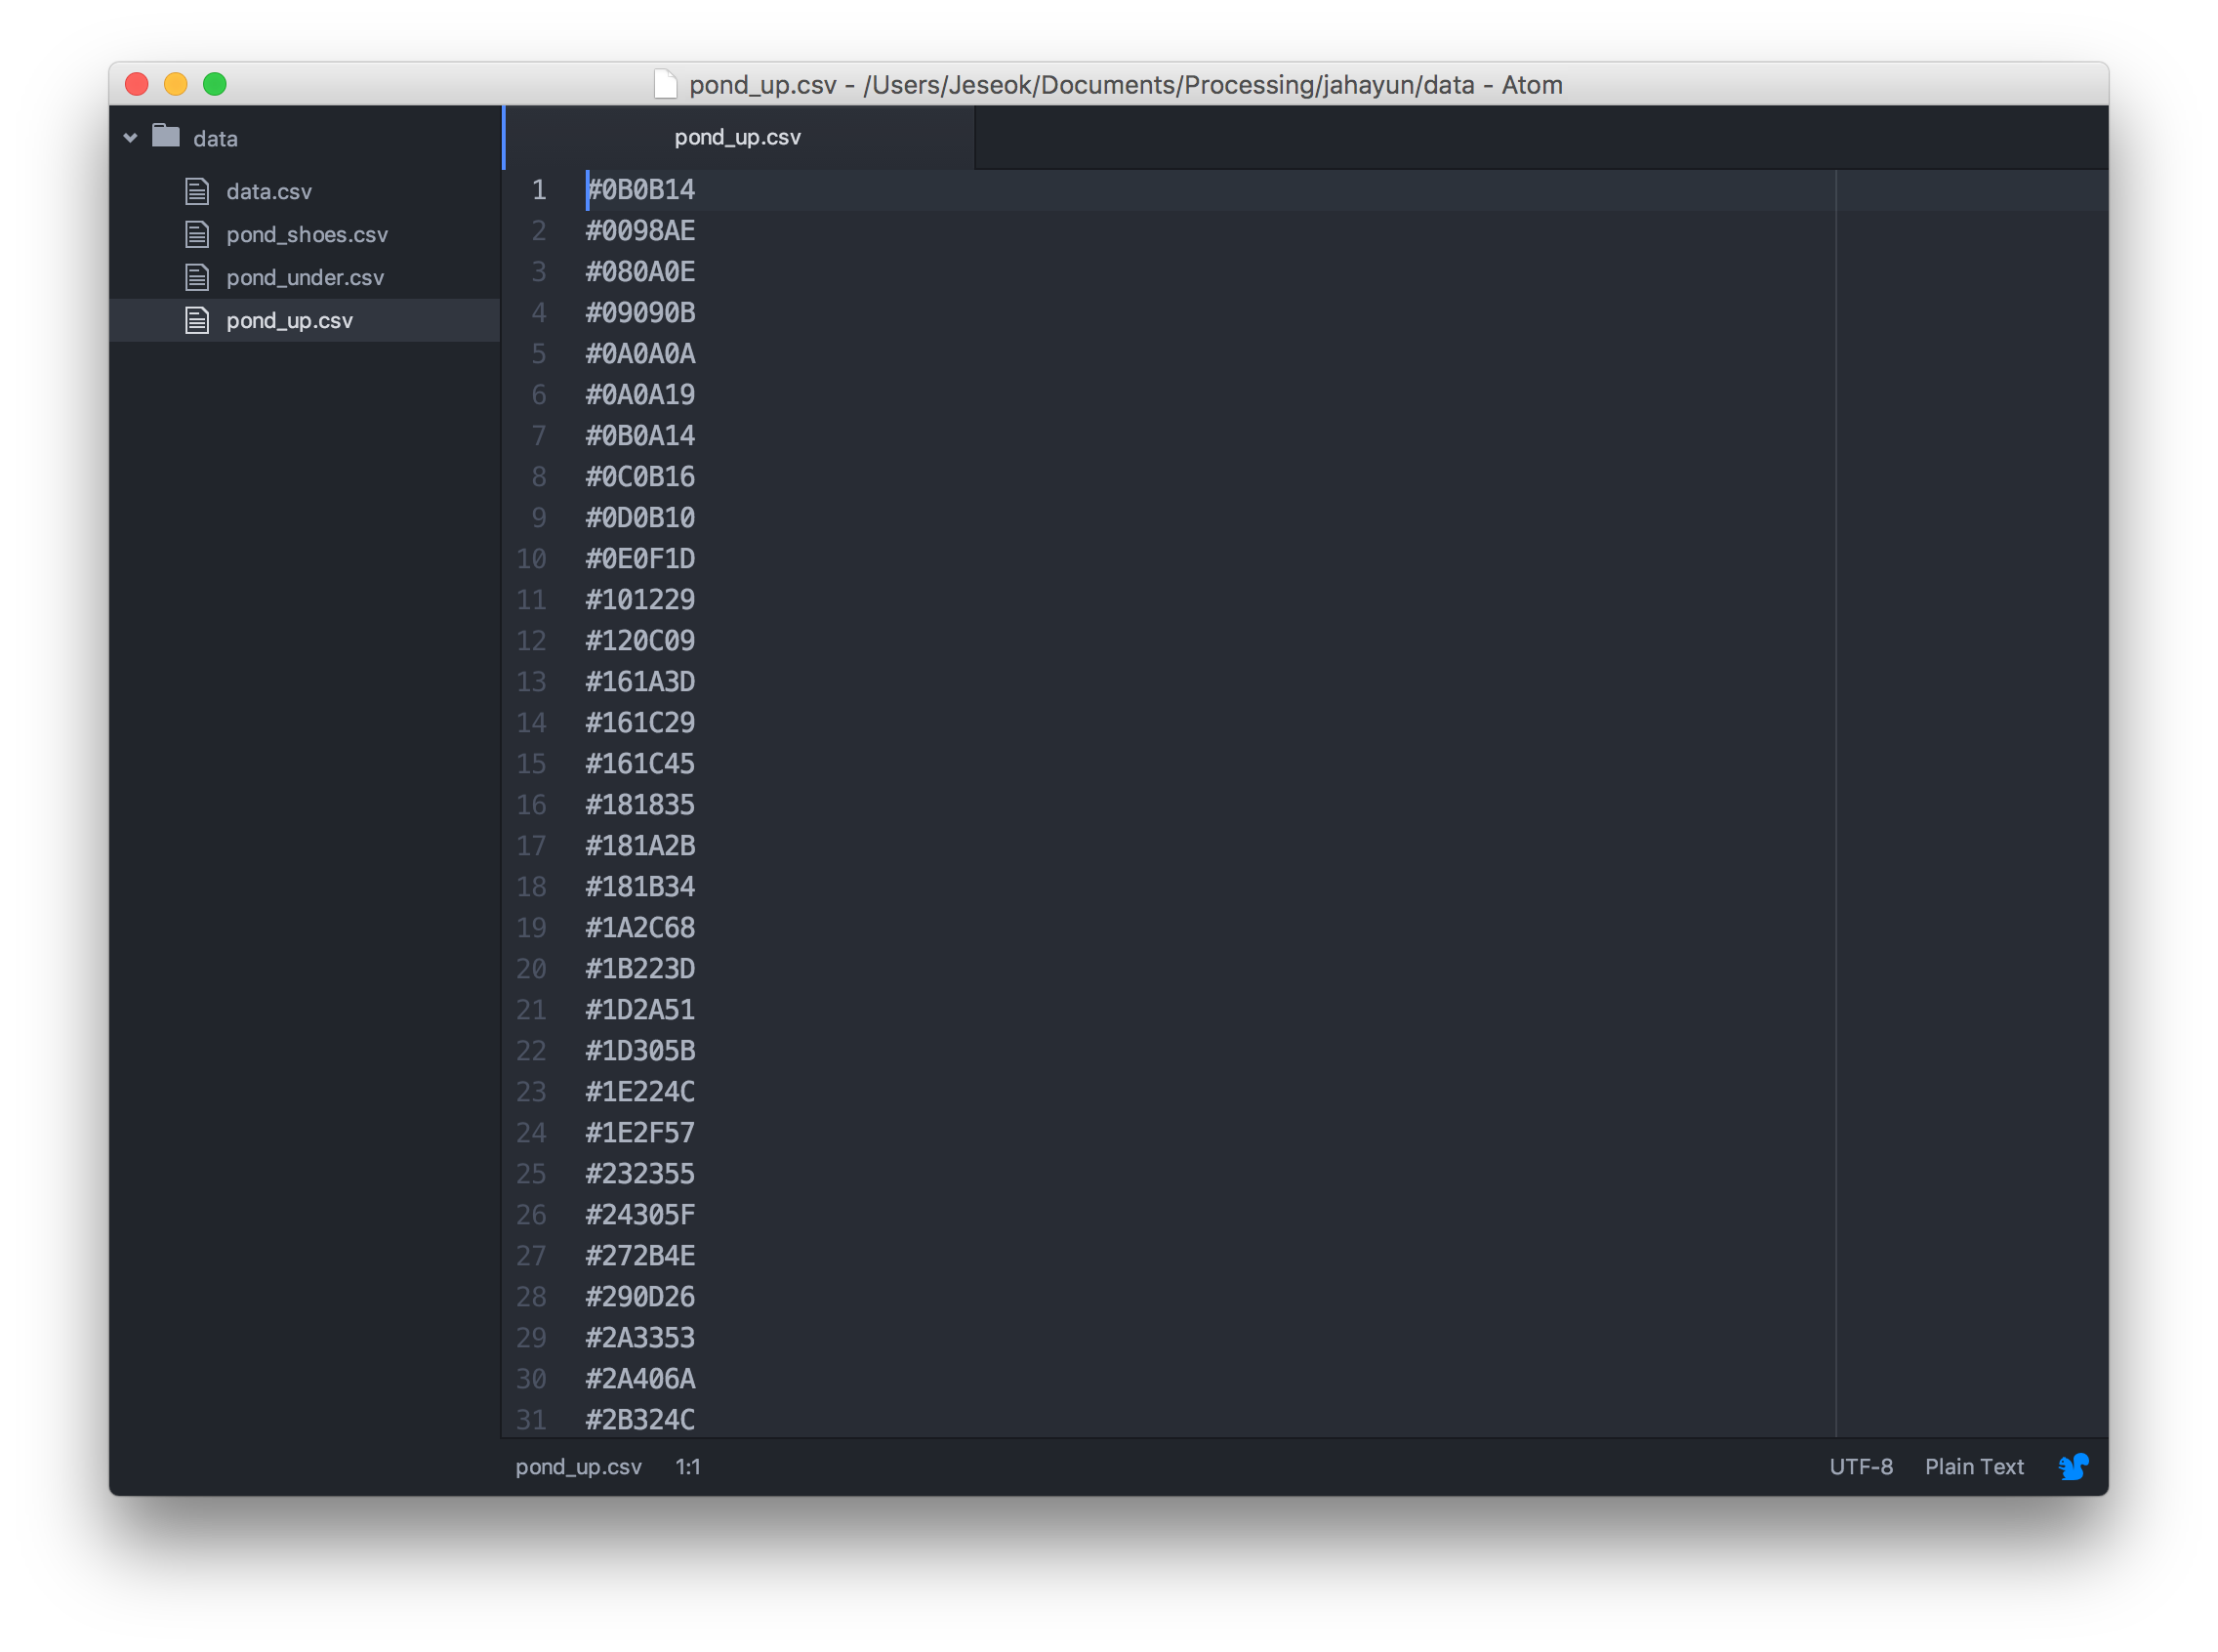 pond_up.csv - /Users/Jeseok/Documents/Processing/jahayun/data - Atom
data
data.csv
pond_shoes.csv
pond_under.csv
pond_up.csv
pond_up.csv
1 #0B0B14
2 #0098AE
3 #080A0E
4 #09090B
5 #0A0A0A
6 #0A0A19
7 #0B0A14
8 #0C0B16
9 #0D0B10
10 #0E0F1D
11 #101229
12 #120C09
13 #161A3D
14 #161C29
15 #161C45
16 #181835
17 #181A2B
18 #181B34
19 #1A2C68
20 #1B223D
21 #1D2A51
22 #1D305B
23 #1E224C
24 #1E2F57
25 #232355
26 #24305F
27 #272B4E
28 #290D26
29 #2A3353
30 #2A406A
31 #2B324C
pond_up.csv 1:1 UTF-8 Plain Text